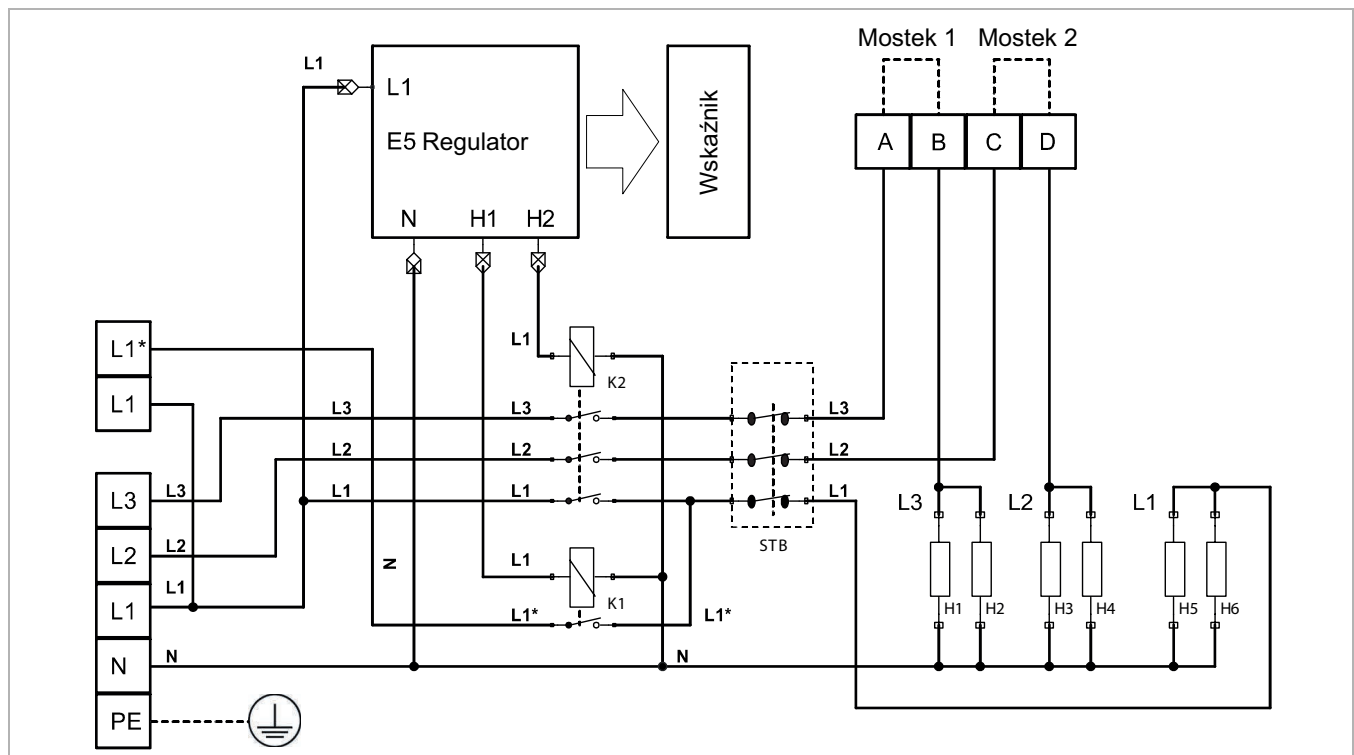 Mostek 1 Mostek 2
L1
L1
E5 Regulator
Wskaźnik
A B C D
N H1 H2
L1*
L1
K2
L1
L3 L3 L3
L2 L2 L2
L1 L1 L1
L3 L3
L2 L2
L1 L1
N N
PE
N
STB
L1
K1
L1* L1*
N
L3 L2 L1
H1 H2 H3 H4 H5 H6